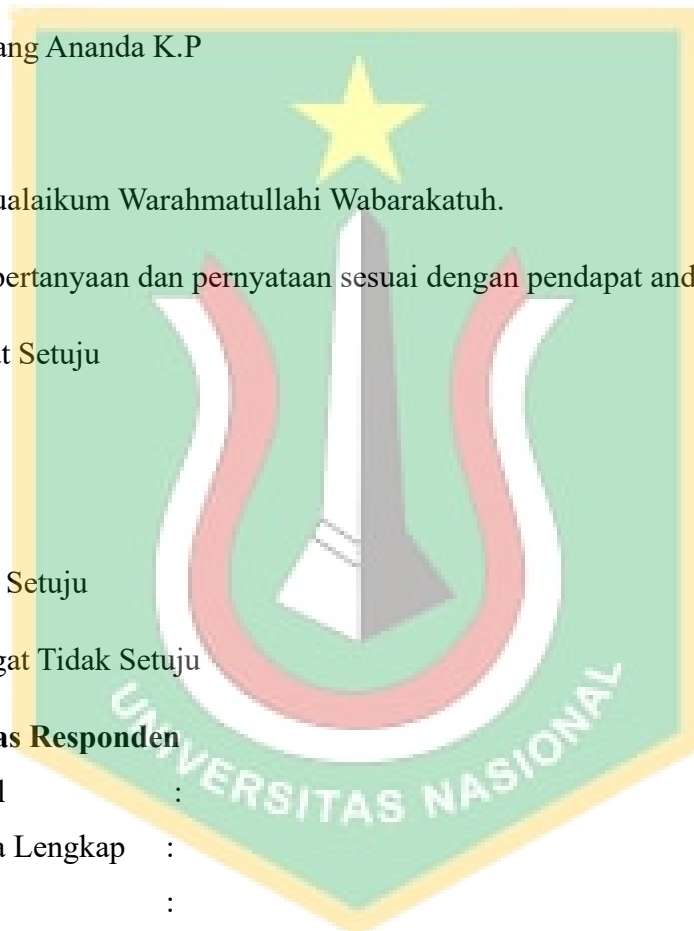 ang Ananda K.P
ualaikum Warahmatullahi Wabarakatuh.
pertanyaan dan pernyataan sesuai dengan pendapat and
t Setuju
Setuju
gat Tidak Setuju
as Responden
l :
a Lengkap :
:
UNIVERSITAS NASIONAL